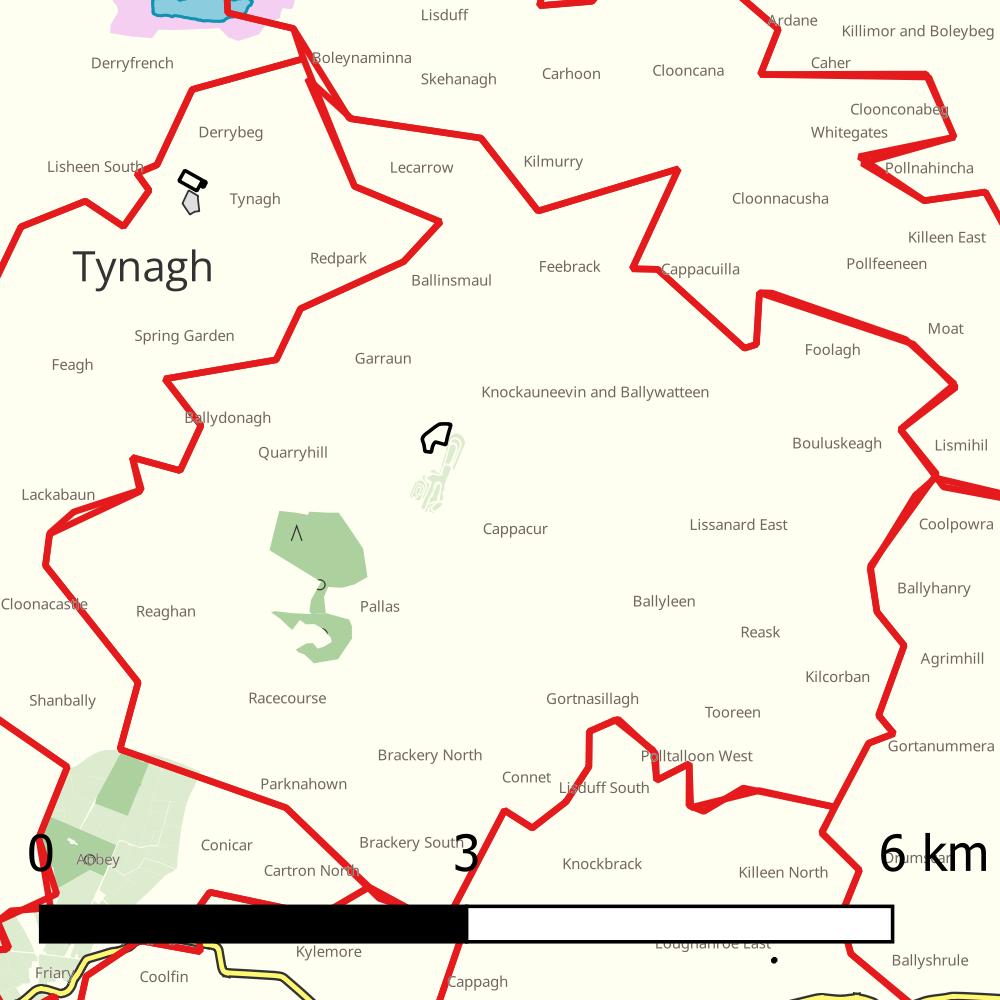 Lisduff
Ardane
Killimor and Boleybeg
Derryfrench
Boleynaminna
Skehanagh
Carhoon
Clooncana
Caher
Cloonconabeg
Whitegates
Derrybeg
Lisheen South
Lecarrow
Kilmurry
Pollnahincha
Tynagh
Cloonnacusha
Killeen East
Tynagh
Redpark
Ballinsmaul
Feebrack
Cappacuilla
Pollfeeneen
Spring Garden
Moat
Feagh
Garraun
Foolagh
Knockauneevin and Ballywatteen
Ballydonagh
Quarryhill
Bouluskeagh
Lismihil
Lackabaun
Cappacur
Lissanard East
Coolpowra
Cloonacastle
Reaghan
Pallas
Ballyleen
Ballyhanry
Reask
Agrimhill
Kilcorban
Shanbally
Racecourse
Gortnasillagh
Tooreen
Gortanummera
Brackery North
Polltalloon West
Parknahown
Connet
Lisduff South
Conicar
Brackery South
0
3
6 km
Abbey
Cartron North
Knockbrack
Killeen North
Kylemore
Loughanroe East
Friary
Coolfin
Cappagh
Ballyshrule